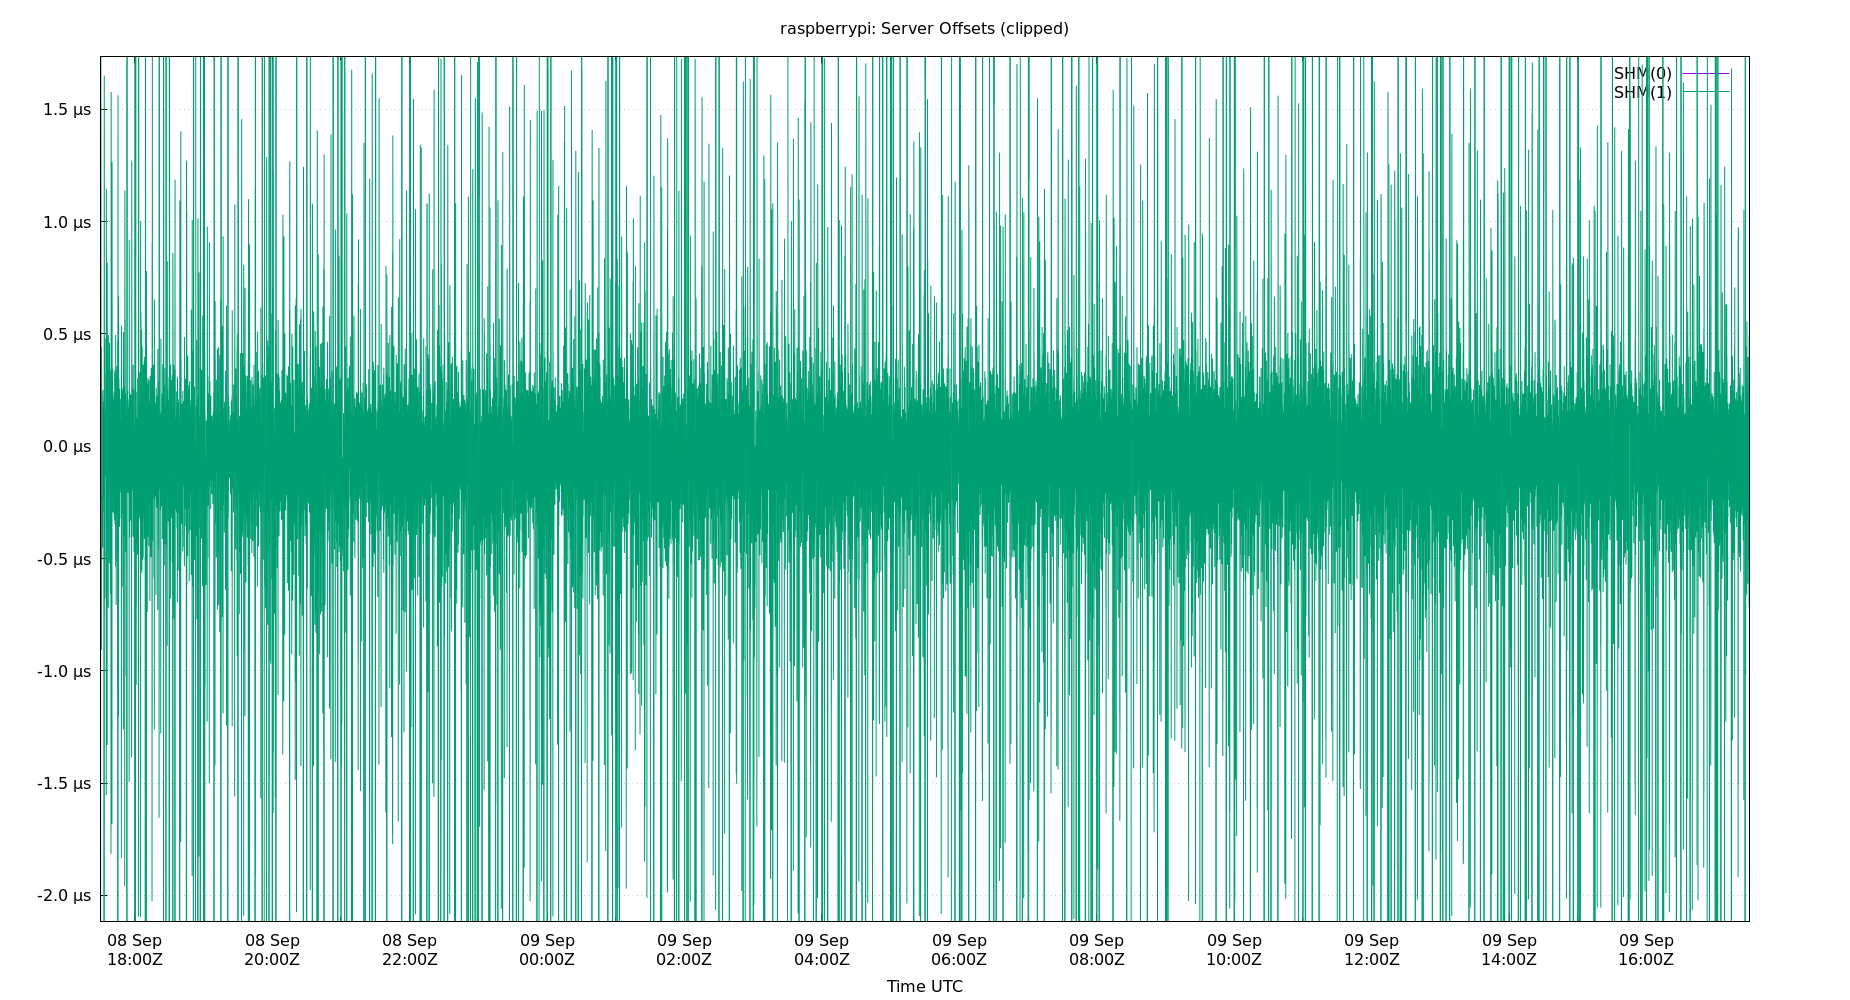 raspberrypi: Server Offsets (clipped)
SHM(0)
SHM(1)
1.5 µs
1.0 µs
0.5 µs
0.0 µs
-0.5 µs
-1.0 µs
-1.5 µs
-2.0 µs
08 Sep 08 Sep 08 Sep 09 Sep 09 Sep 09 Sep 09 Sep 09 Sep 09 Sep 09 Sep 09 Sep 09 Sep
18:00Z 20:00Z 22:00Z 00:00Z 02:00Z 04:00Z 06:00Z 08:00Z 10:00Z 12:00Z 14:00Z 16:00Z
Time UTC